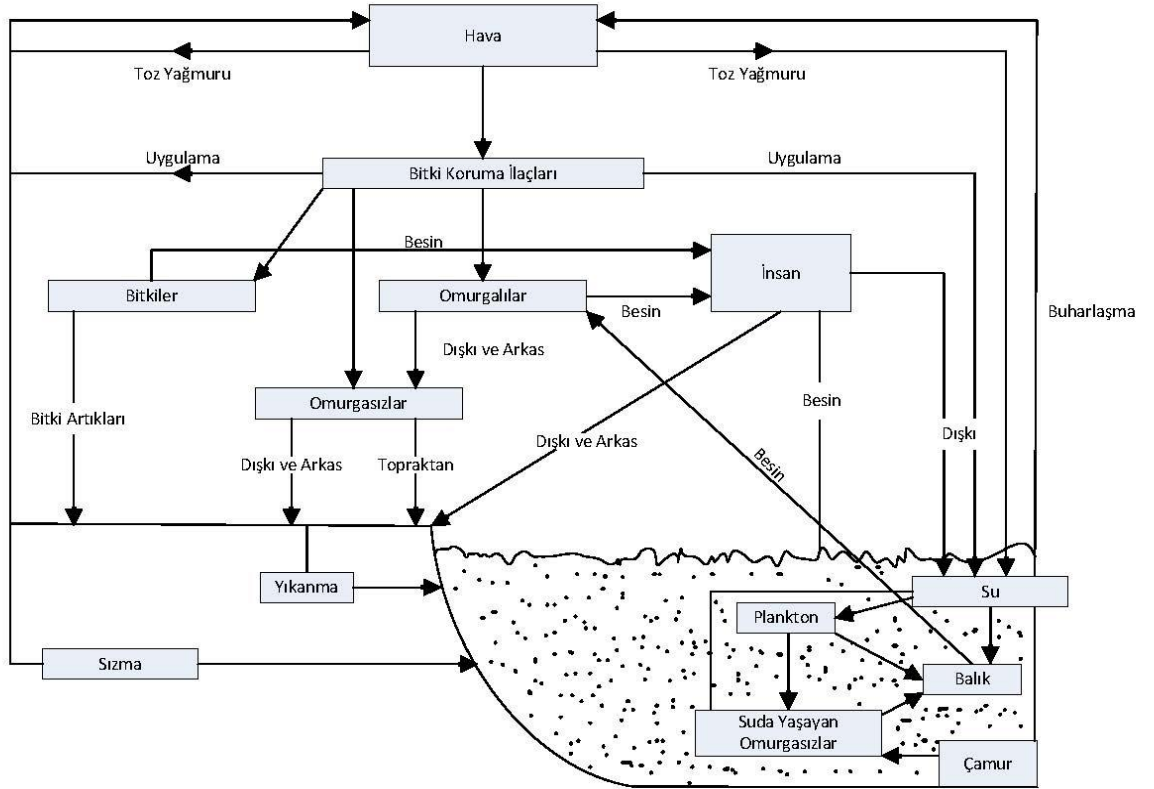 Hava
Toz Yağmuru
Toz Yağmuru
Uygulama
Uygulama
Bitki Koruma İlaçları
Besin
İnsan
Bitkiler
Omurgalılar
Besin
Buharlaşma
Dışkı ve Arkas
Omurgasızlar
Besin
Bitki Artıkları
Dışkı
Dışkı ve Arkas
Dışkı ve Arkas
Topraktan
Besin
Yıkanma
Su
Plankton
Sızma
Balık
Suda Yaşayan
Omurgasızlar
Çamur